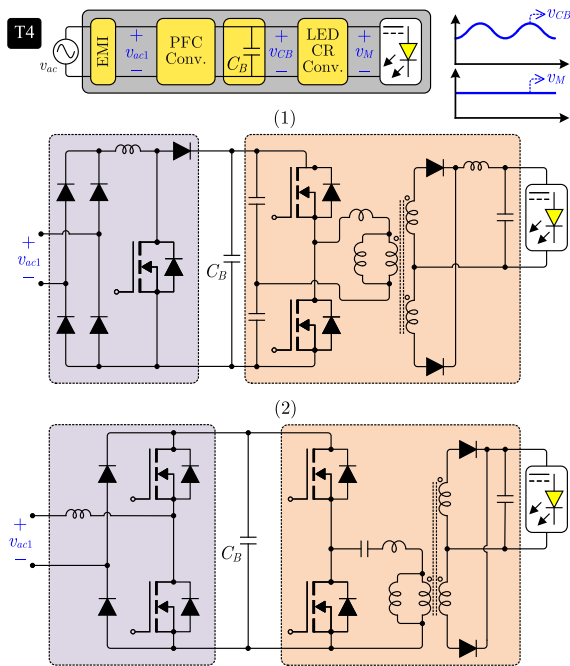 T4
EMI
PFC
Conv.
C_B
LED
CR
Conv.
v_ac
+
v_ac1
−
+
v_CB
−
+
v_M
−
v_CB
v_M
(1)
+
v_ac1
−
C_B
(2)
+
v_ac1
−
C_B